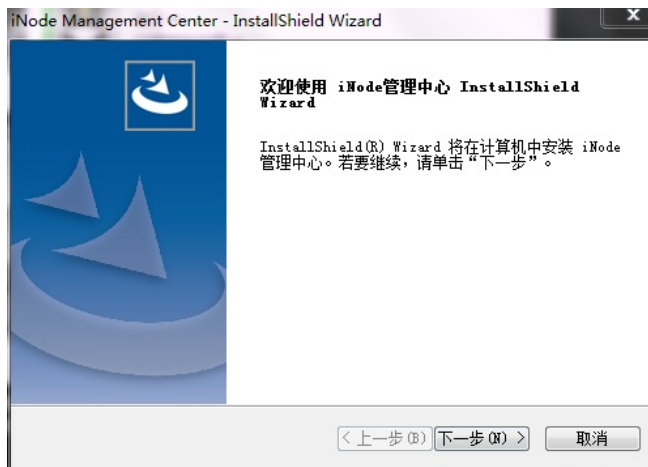 iNode Management Center - InstallShield Wizard
欢迎使用 iNode管理中心 InstallShield
Wizard
InstallShield(R) Wizard 将在计算机中安装 iNode
管理中心。若要继续，请单击“下一步”。
< 上一步(B) 下一步(N) > 取消